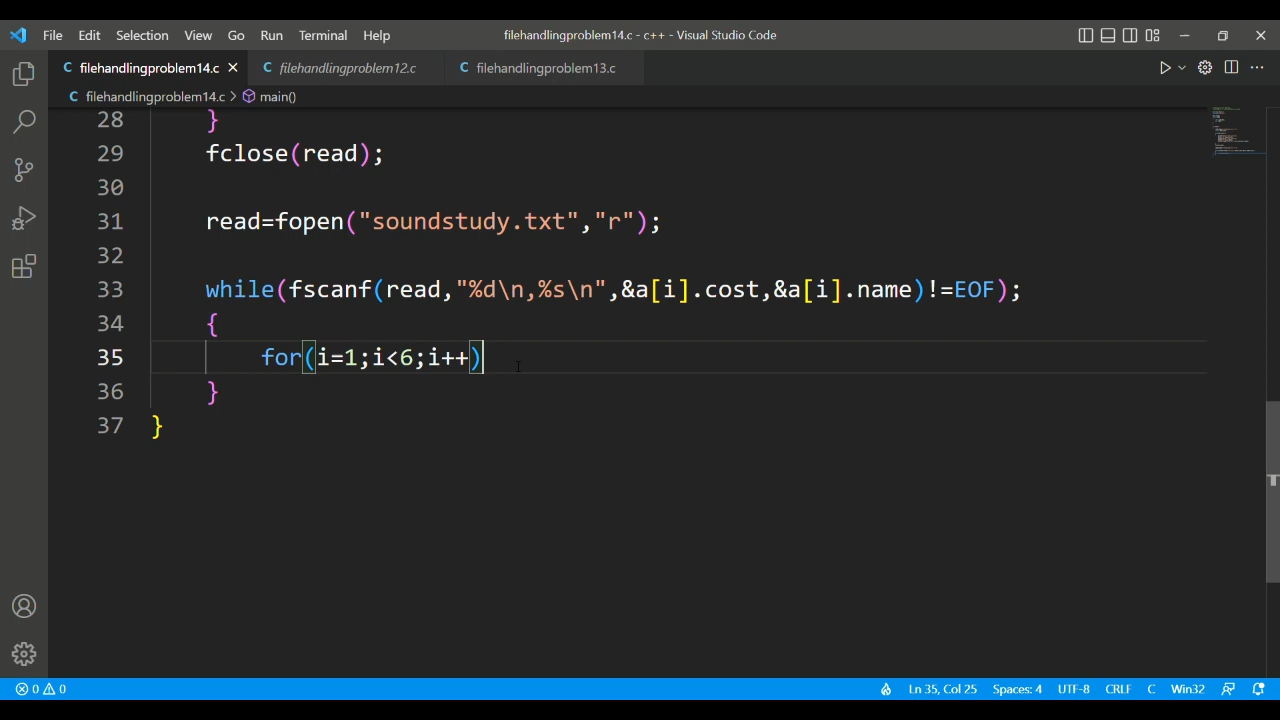 File Edit Selection View Go Run Terminal Help filehandlingproblem14.c - c++ - Visual Studio Code
C filehandlingproblem14.c × C filehandlingproblem12.c C filehandlingproblem13.c
C filehandlingproblem14.c > main()
28 }
29 fclose(read);
30
31 read=fopen("soundstudy.txt","r");
32
33 while(fscanf(read,"%d\n,%s\n",&a[i].cost,&a[i].name)!=EOF);
34 {
35 for(i=1;i<6;i++)
36 }
37 }
0 0 Ln 35, Col 25 Spaces: 4 UTF-8 CRLF C Win32